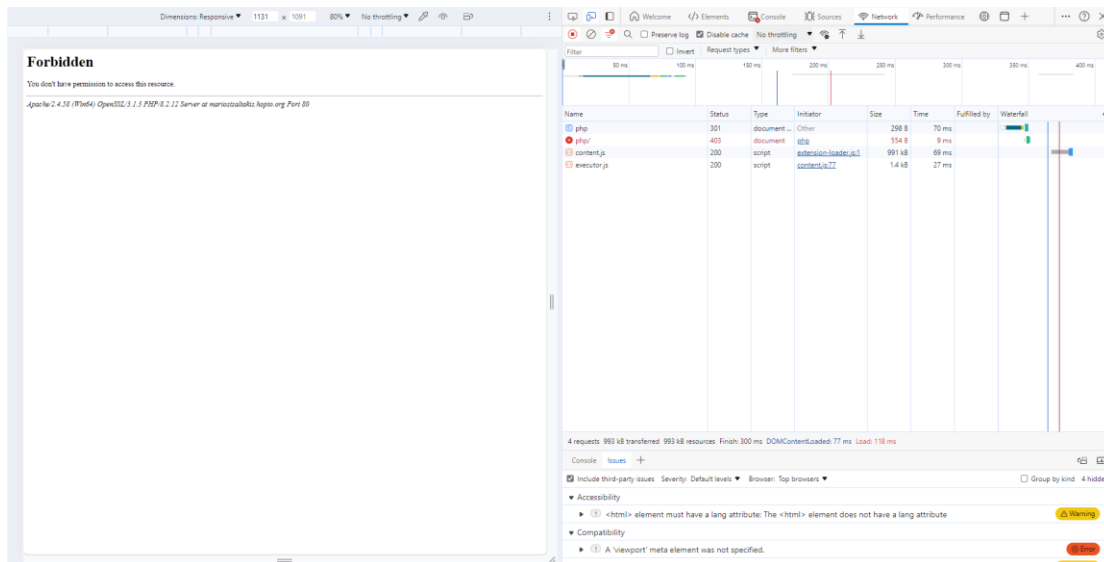 Dimensions: Responsive 1131 x 1091 80% No throttling
Welcome Elements Console Sources Network Performance
Preserve log Disable cache No throttling
Filter Invert Request types More filters
50 ms 100 ms 150 ms 200 ms 250 ms 300 ms 350 ms 400 ms
Name Status Type Initiator Size Time Fulfilled by Waterfall
php 301 document ... Other 298 B 70 ms
php/ 403 document php 554 B 9 ms
content.js 200 script extension-loader.js:1 991 kB 69 ms
executor.js 200 script content.js:77 1.4 kB 27 ms
4 requests 993 kB transferred 993 kB resources Finish: 300 ms DOMContentLoaded: 77 ms Load: 118 ms
Console Issues
Include third-party issues Severity: Default levels Browser: Top browsers Group by kind 4 hidde
Accessibility
1 <html> element must have a lang attribute: The <html> element does not have a lang attribute Warning
Compatibility
1 A 'viewport' meta element was not specified. Error
Forbidden
You don't have permission to access this resource.
Apache/2.4.58 (Win64) OpenSSL/3.1.3 PHP/8.2.12 Server at Port 80